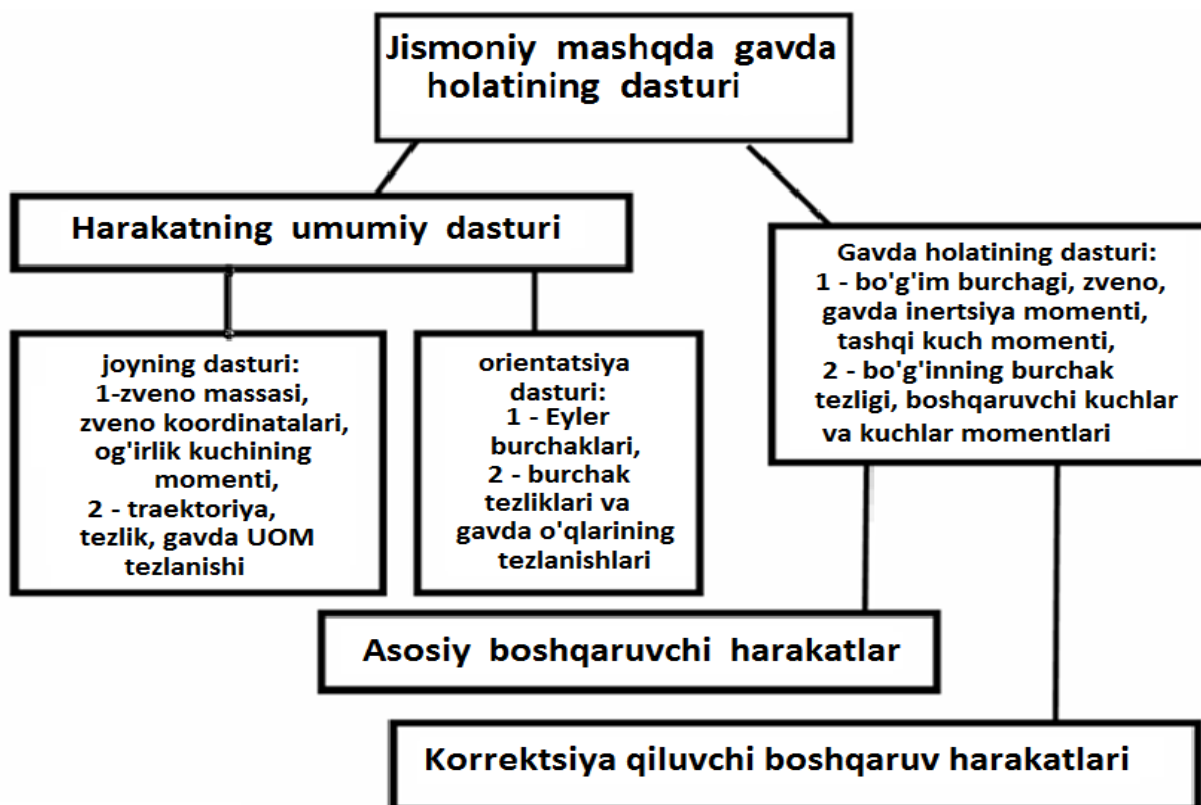 Jismoniy mashqda gavda
holatining dasturi
Harakatning umumiy dasturi
Gavda holatining dasturi:
1 - bo'g'im burchagi, zveno,
gavda inertsiya momenti,
tashqi kuch momenti,
2 - bo'g'inning burchak
tezligi, boshqaruvchi kuchlar
va kuchlar momentlari
joyning dasturi:
1-zveno massasi,
zveno koordinatalari,
og'irlik kuchining
momenti,
2 - traektoriya,
tezlik, gavda UOM
tezlanishi
orientatsiya
dasturi:
1 - Eyler
burchaklari,
2 - burchak
tezliklari va
gavda o'qlarining
tezlanishlari
Asosiy boshqaruvchi harakatlar
Korrektsiya qiluvchi boshqaruv harakatlari